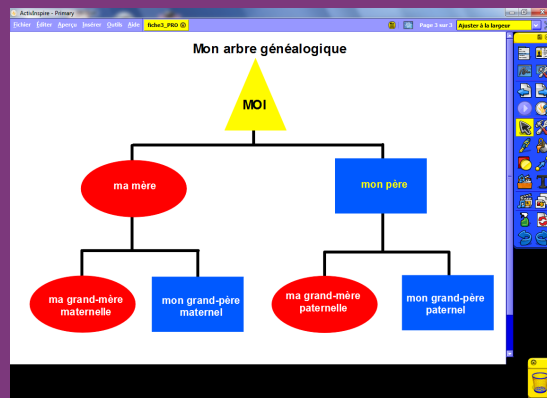 ActivInspire - Primary
Fichier Éditer Aperçu Insérer Outils Aide fiche3_PRO Page 3 sur 3 Ajuster à la largeur
Mon arbre généalogique
MOI
ma mère
mon père
ma grand-mère
maternelle
mon grand-père
maternel
ma grand-mère
paternelle
mon grand-père
paternel